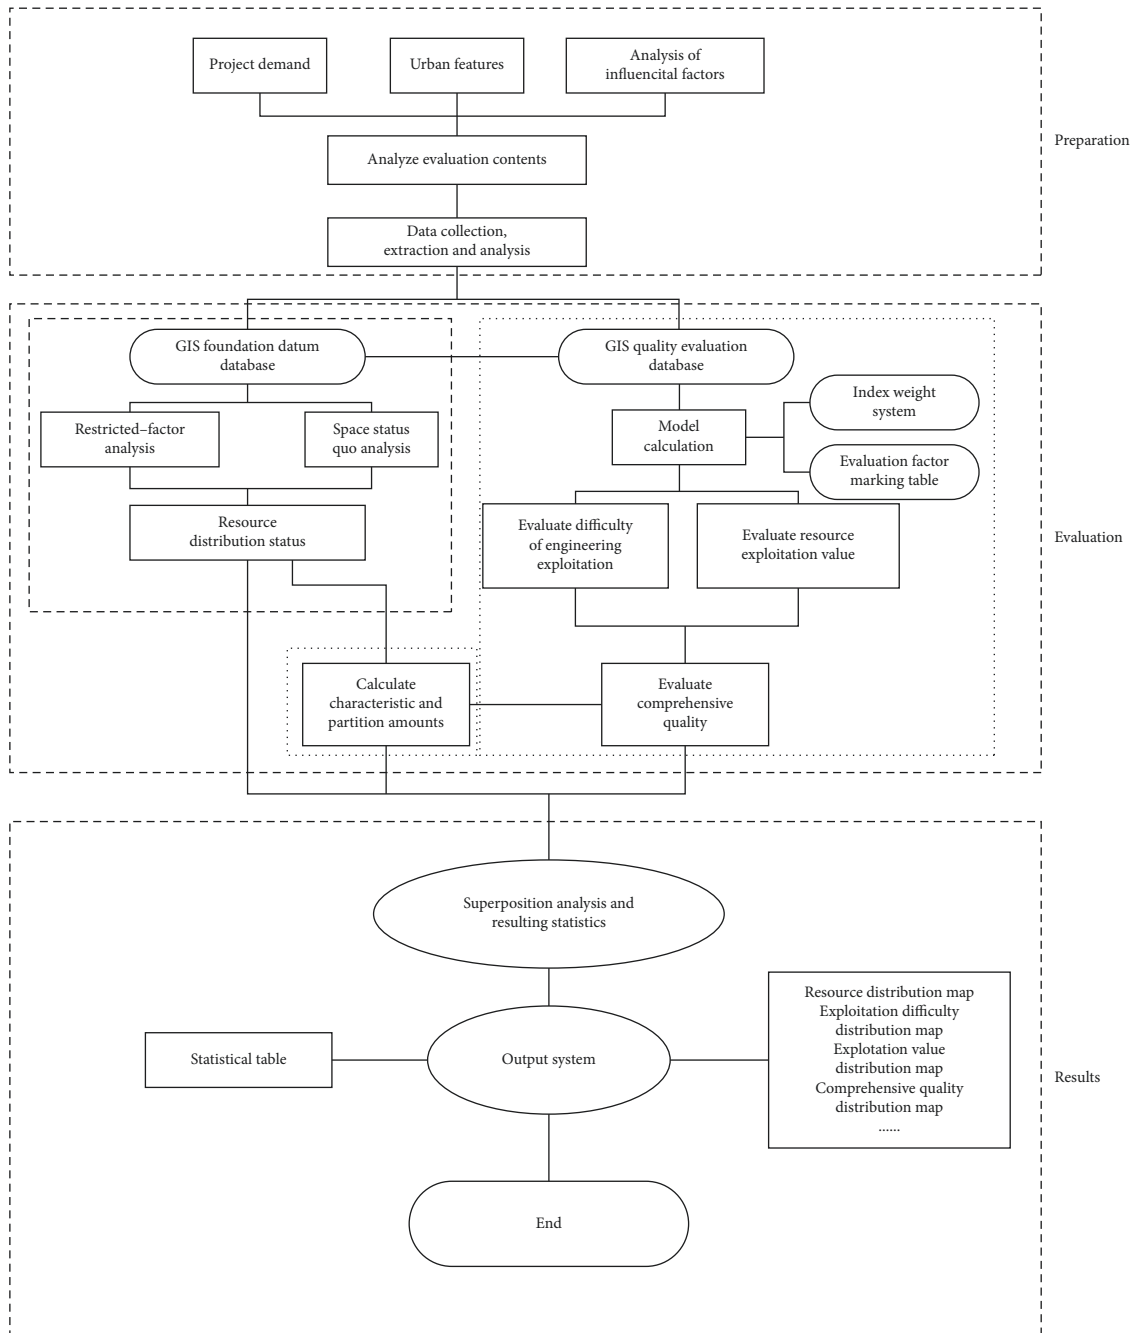 Project demand
Urban features
Analysis of
influencital factors
Analyze evaluation contents
Data collection,
extraction and analysis
Preparation
GIS foundation datum
database
GIS quality evaluation
database
Restricted–factor
analysis
Space status
quo analysis
Model
calculation
Index weight
system
Evaluation factor
marking table
Resource
distribution status
Evaluate difficulty
of engineering
exploitation
Evaluate resource
exploitation value
Evaluation
Calculate
characteristic and
partition amounts
Evaluate
comprehensive
quality
Superposition analysis and
resulting statistics
Statistical table
Output system
Resource distribution map
Exploitation difficulty
distribution map
Explotation value
distribution map
Comprehensive quality
distribution map
......
Results
End